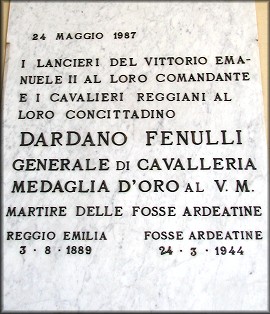 24 MAGGIO 1987
I LANCIERI DEL VITTORIO EMA-
NUELE II AL LORO COMANDANTE
E I CAVALIERI REGGIANI AL
LORO CONCITTADINO
DARDANO FENULLI
GENERALE DI CAVALLERIA
MEDAGLIA D'ORO AL V. M.
MARTIRE DELLE FOSSE ARDEATINE
REGGIO EMILIA FOSSE ARDEATINE
3 · 8 · 1889 24 · 3 · 1944